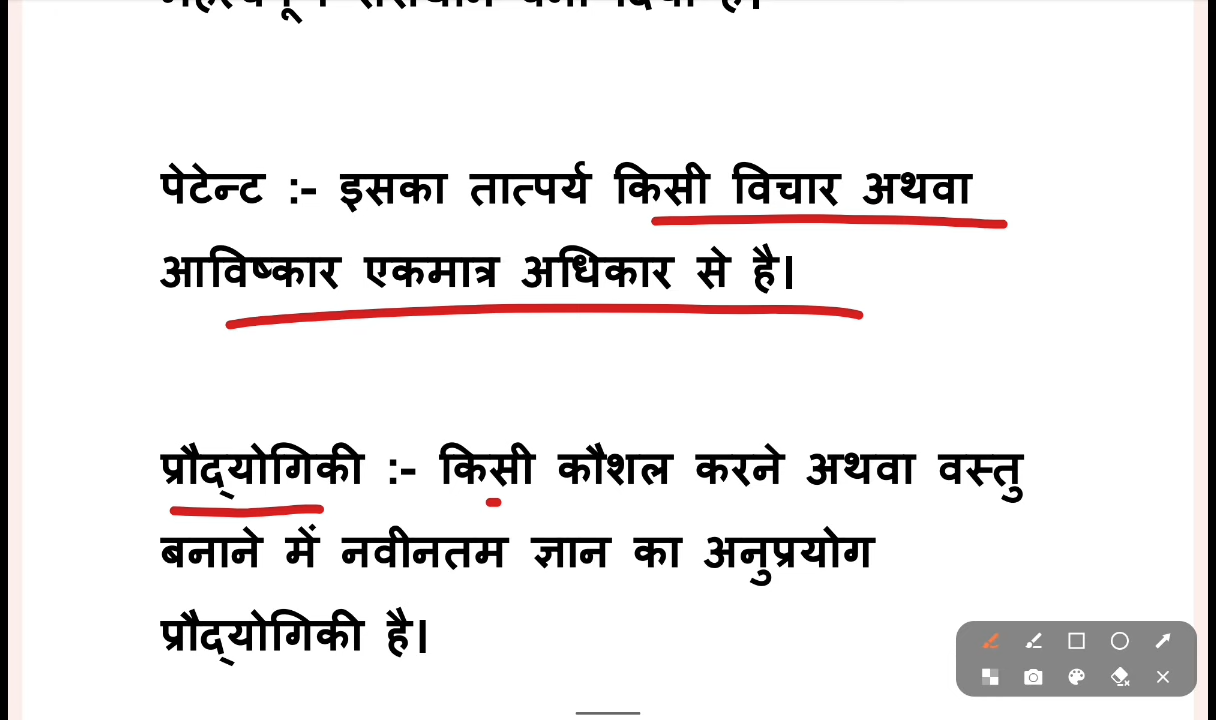 पेटेन्ट :- इसका तात्पर्य किसी विचार अथवा
आविष्कार एकमात्र अधिकार से है।
प्रौद्योगिकी :- किसी कौशल करने अथवा वस्तु
बनाने में नवीनतम ज्ञान का अनुप्रयोग
प्रौद्योगिकी है।